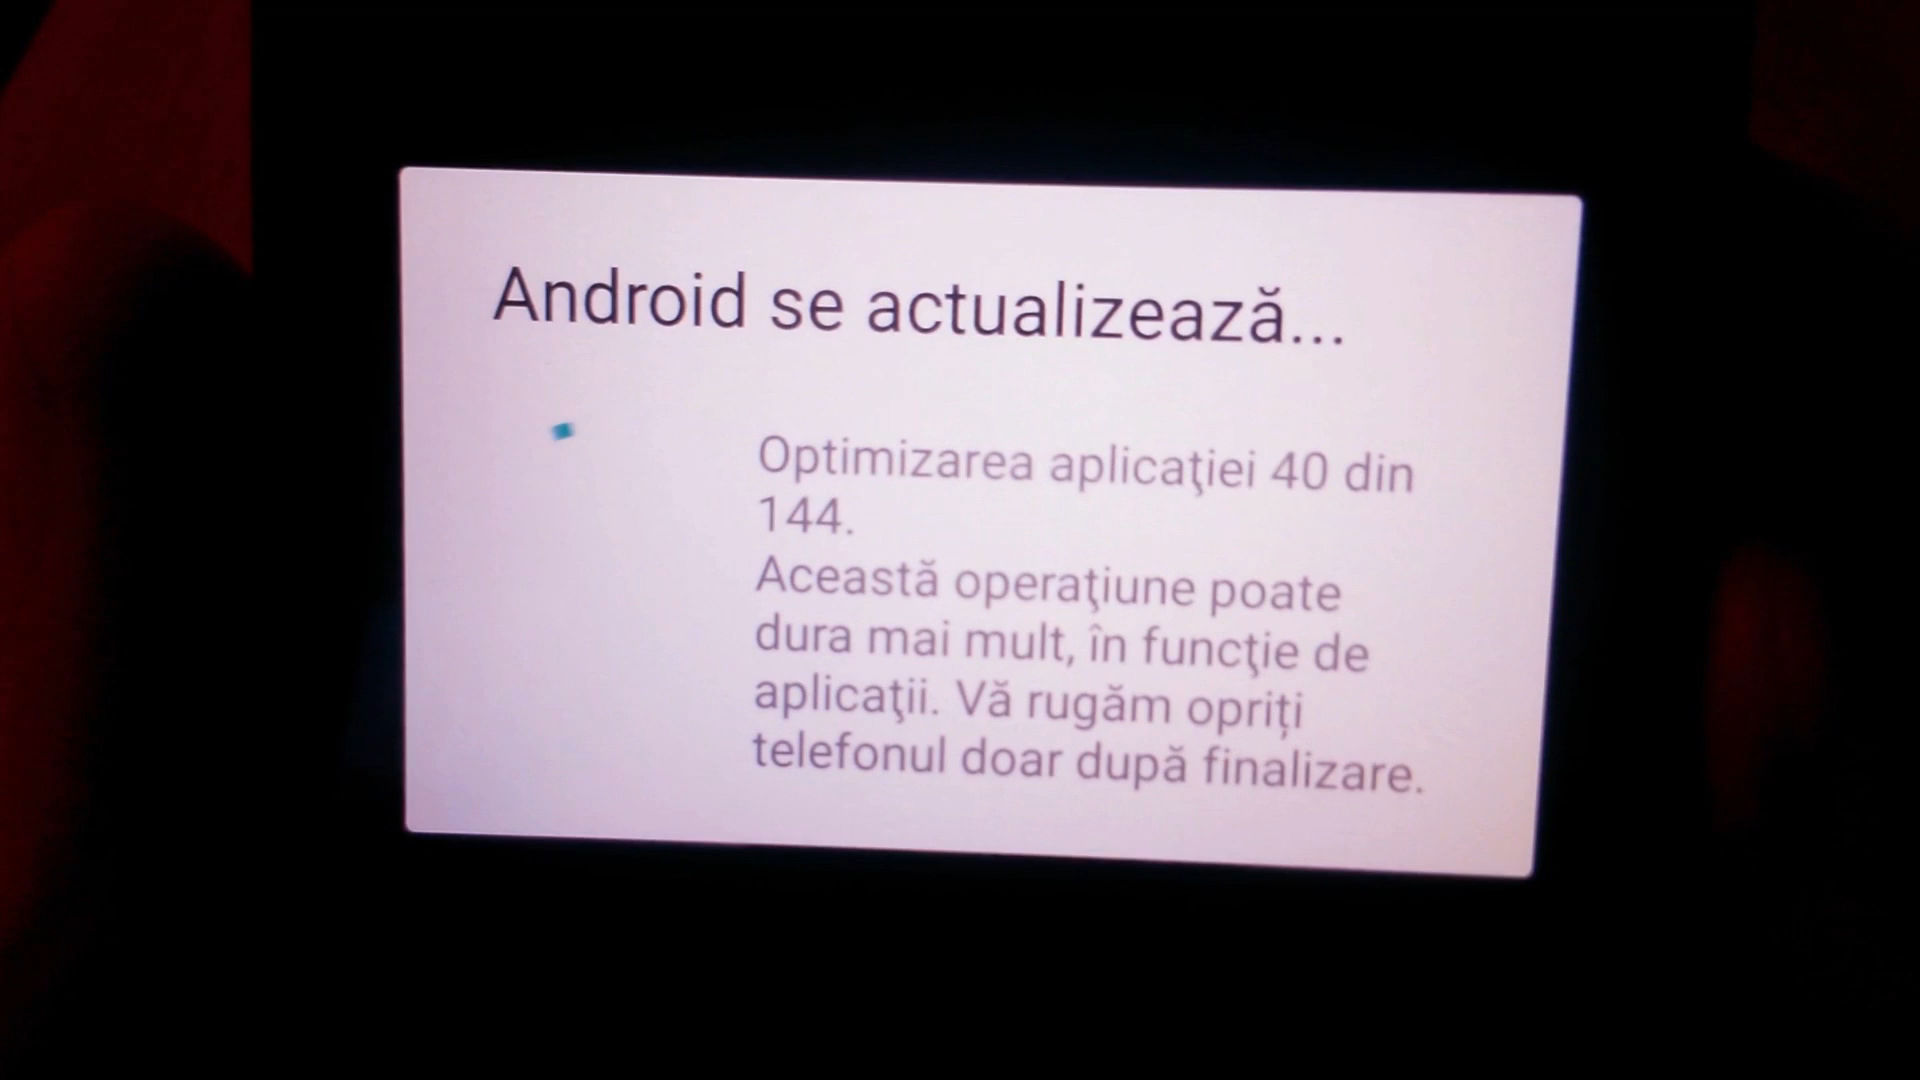 Android se actualizează...
Optimizarea aplicaţiei 40 din
144.
Această operaţiune poate
dura mai mult, în funcţie de
aplicaţii. Vă rugăm opriți
telefonul doar după finalizare.